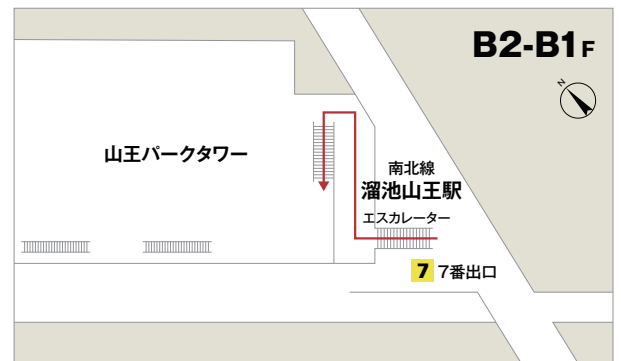 B2-B1F
N
山王パークタワー
南北線
溜池山王駅
エスカレーター
7 7番出口